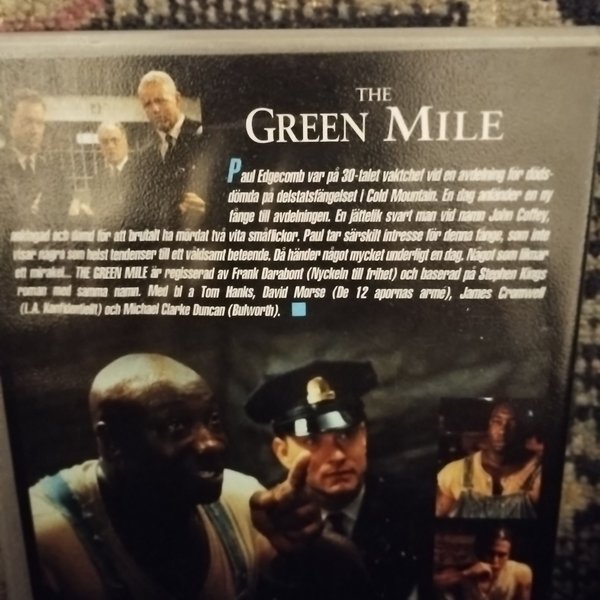 THE
GREEN MILE
Paul Edgecomb var på 30-talet vaktchef vid en avdelning för döds-
dömda på delstatsfängelset i Cold Mountain. En dag anländer en ny
fånge till avdelningen. En jättelik svart man vid namn John Coffey,
anklagad och dömd för att brutalt ha mördat två vita småflickor. Paul tar särskilt intresse för denna fånge, som inte
visar några som helst tendenser till ett våldsamt beteende. Då händer något mycket underligt en dag. Något som liknar
ett mirakel... THE GREEN MILE är regisserad av Frank Darabont (Nyckeln till frihet) och baserad på Stephen Kings
roman med samma namn. Med bl a Tom Hanks, David Morse (De 12 apornas armé), James Cromwell
(L.A. Konfidentiellt) och Michael Clarke Duncan (Bulworth).